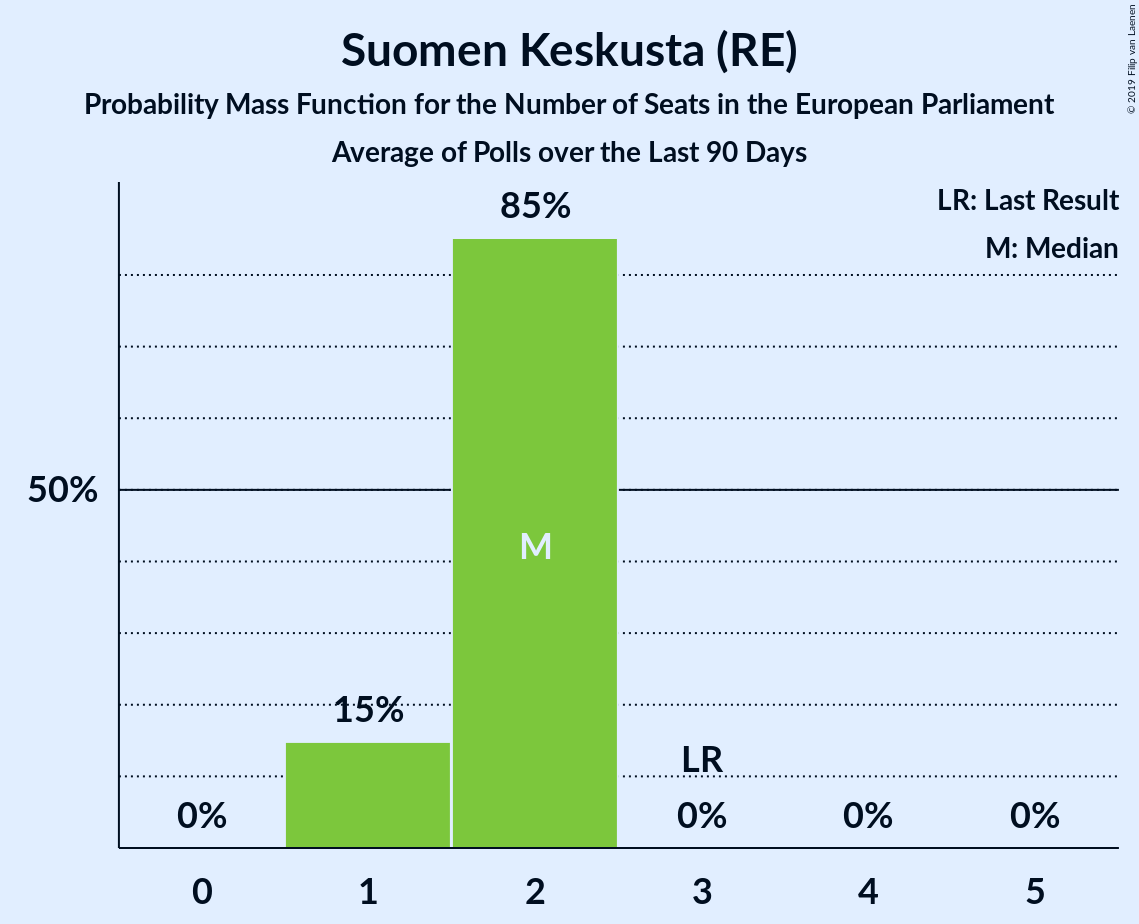 Suomen Keskusta (RE)
Probability Mass Function for the Number of Seats in the European Parliament
Average of Polls over the Last 90 Days
© 2019 Filip van Laenen
LR: Last Result
M: Median
85%
50%
M
15%
LR
0%
0%
0%
0%
0
1
2
3
4
5